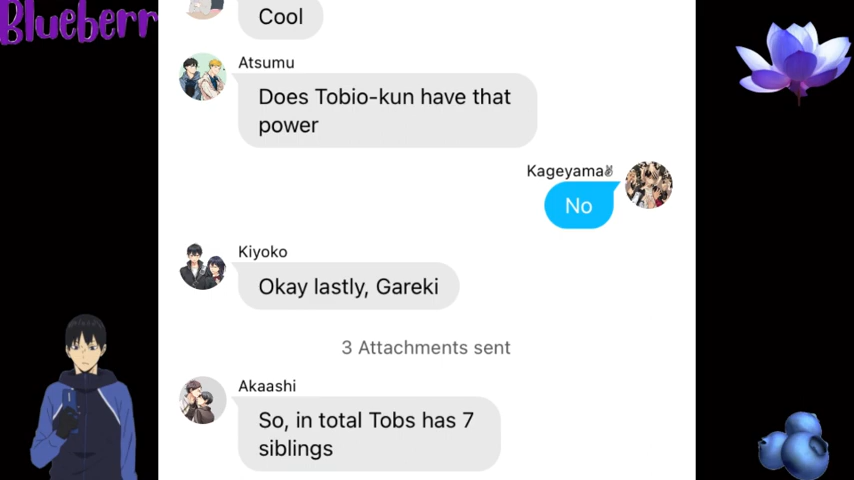 Blueberr
Cool
Atsumu
Does Tobio-kun have that
power
Kageyama✌
No
Kiyoko
Okay lastly, Gareki
3 Attachments sent
Akaashi
So, in total Tobs has 7
siblings